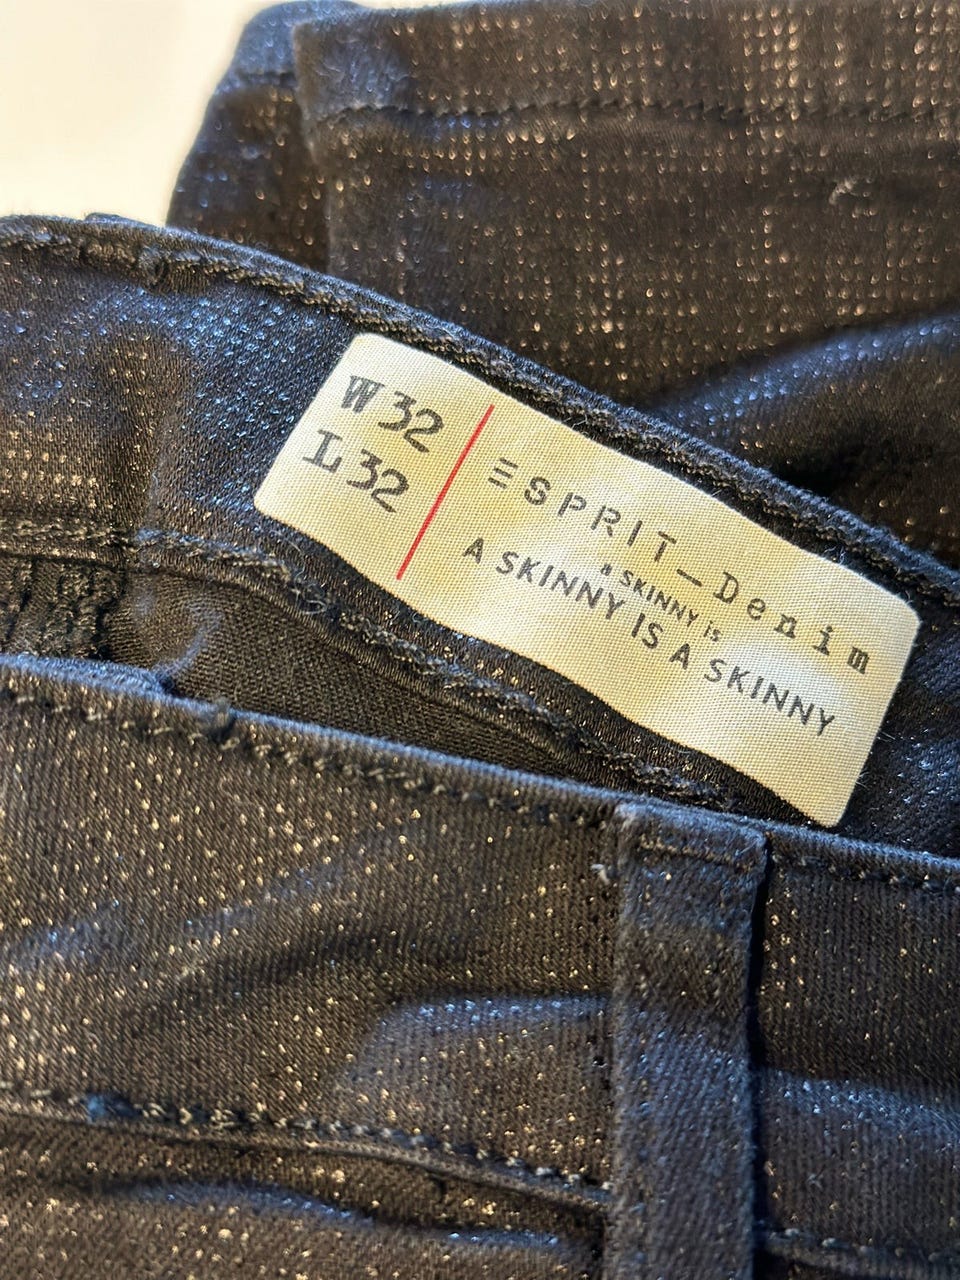 W 32
L 32
ESPRIT_Denim
a SKINNY is
A SKINNY IS A SKINNY